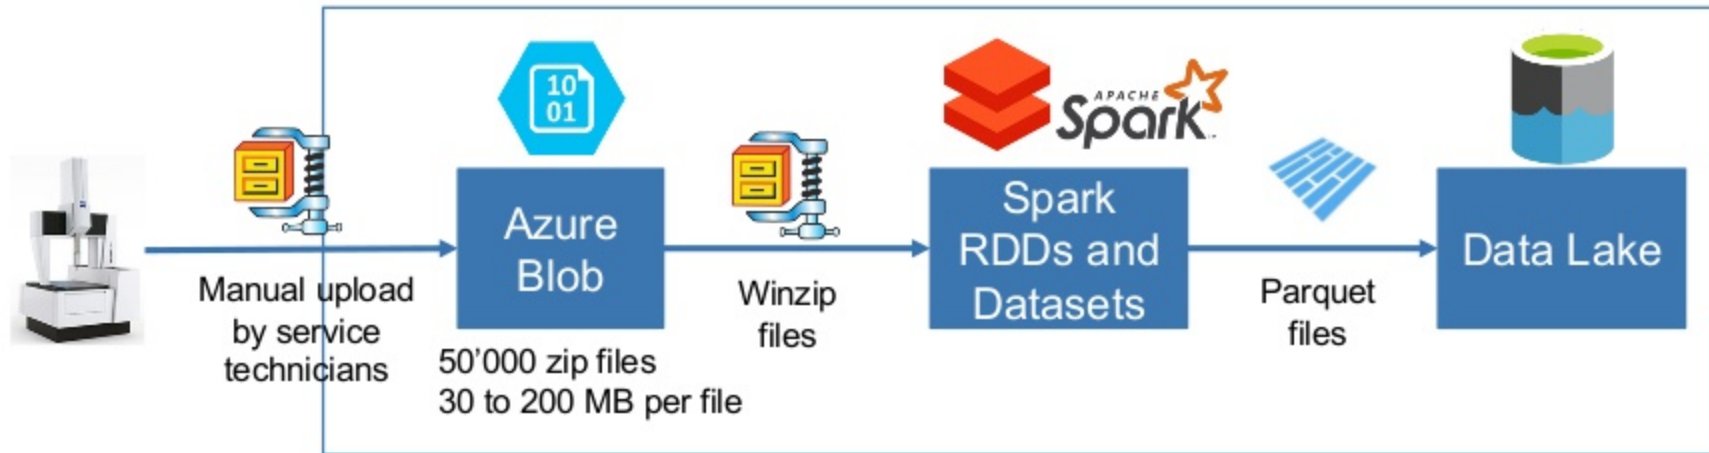 10
01
APACHE
Spark
Azure
Blob
Spark
RDDs and
Datasets
Data Lake
Manual upload
by service
technicians
Winzip
files
Parquet
files
50'000 zip files
30 to 200 MB per file